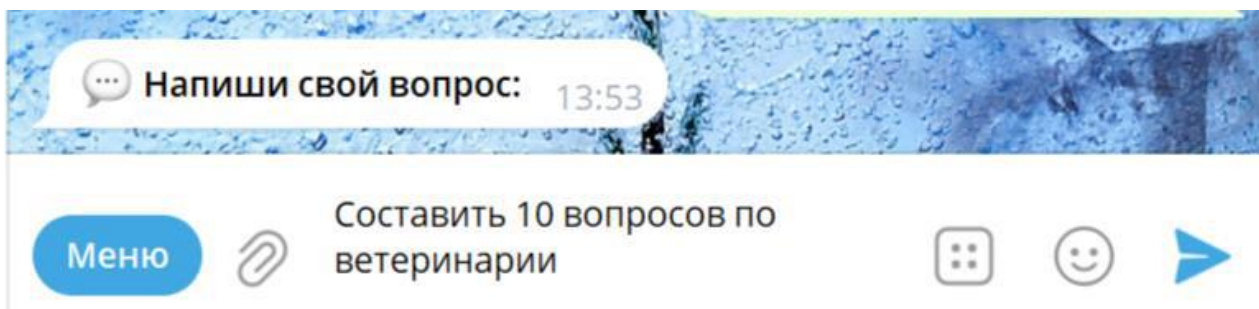 Напиши свой вопрос:
13:53
Составить 10 вопросов по
ветеринарии
Меню